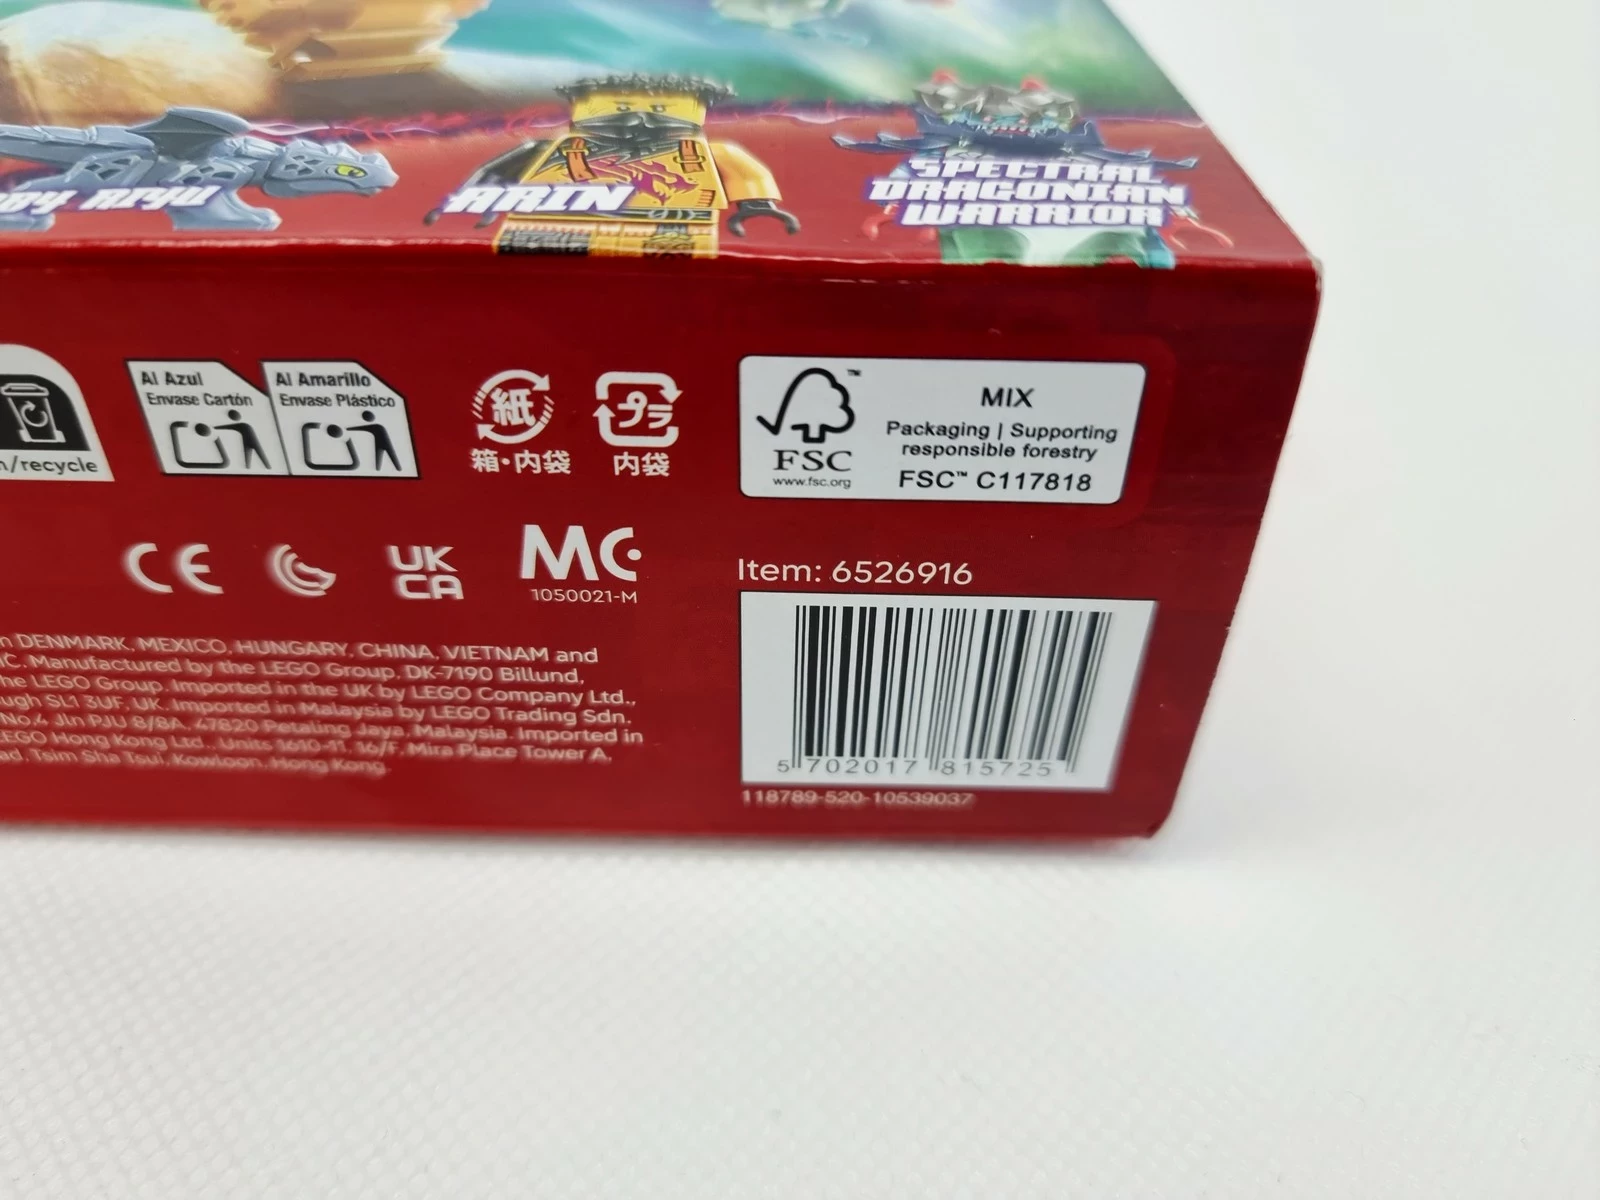 BY RIYU
ARIN
SPECTRAL
DRAGONIAN
WARRIOR
/recycle
Al Azul
Envase Cartón
Al Amarillo
Envase Plástico
紙
箱・内袋
プラ
内袋
FSC
www.fsc.org
MIX
Packaging | Supporting
responsible forestry
FSC™ C117818
CE
UK
CA
MC
1050021-M
Item: 6526916
DENMARK, MEXICO, HUNGARY, CHINA, VIETNAM and
Manufactured by the LEGO Group, DK-7190 Billund,
the LEGO Group. Imported in the UK by LEGO Company Ltd.,
SL1 3UF, UK. Imported in Malaysia by LEGO Trading Sdn.
No.4 Jln PJU 8/8A, 47820 Petaling Jaya, Malaysia. Imported in
LEGO Hong Kong Ltd., Units 1610-11, 16/F, Mira Place Tower A,
Tsim Sha Tsui, Kowloon, Hong Kong.
5 702017 815725
118789-520-10539037